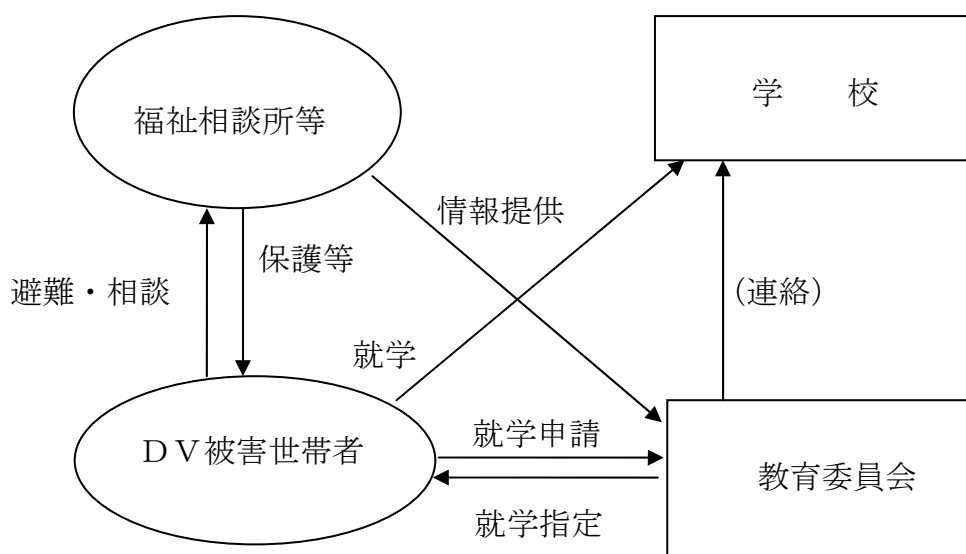 学　　校
福祉相談所等
情報提供
保護等
避難・相談
（連絡）
就学
ＤＶ被害世帯者
就学申請
教育委員会
就学指定